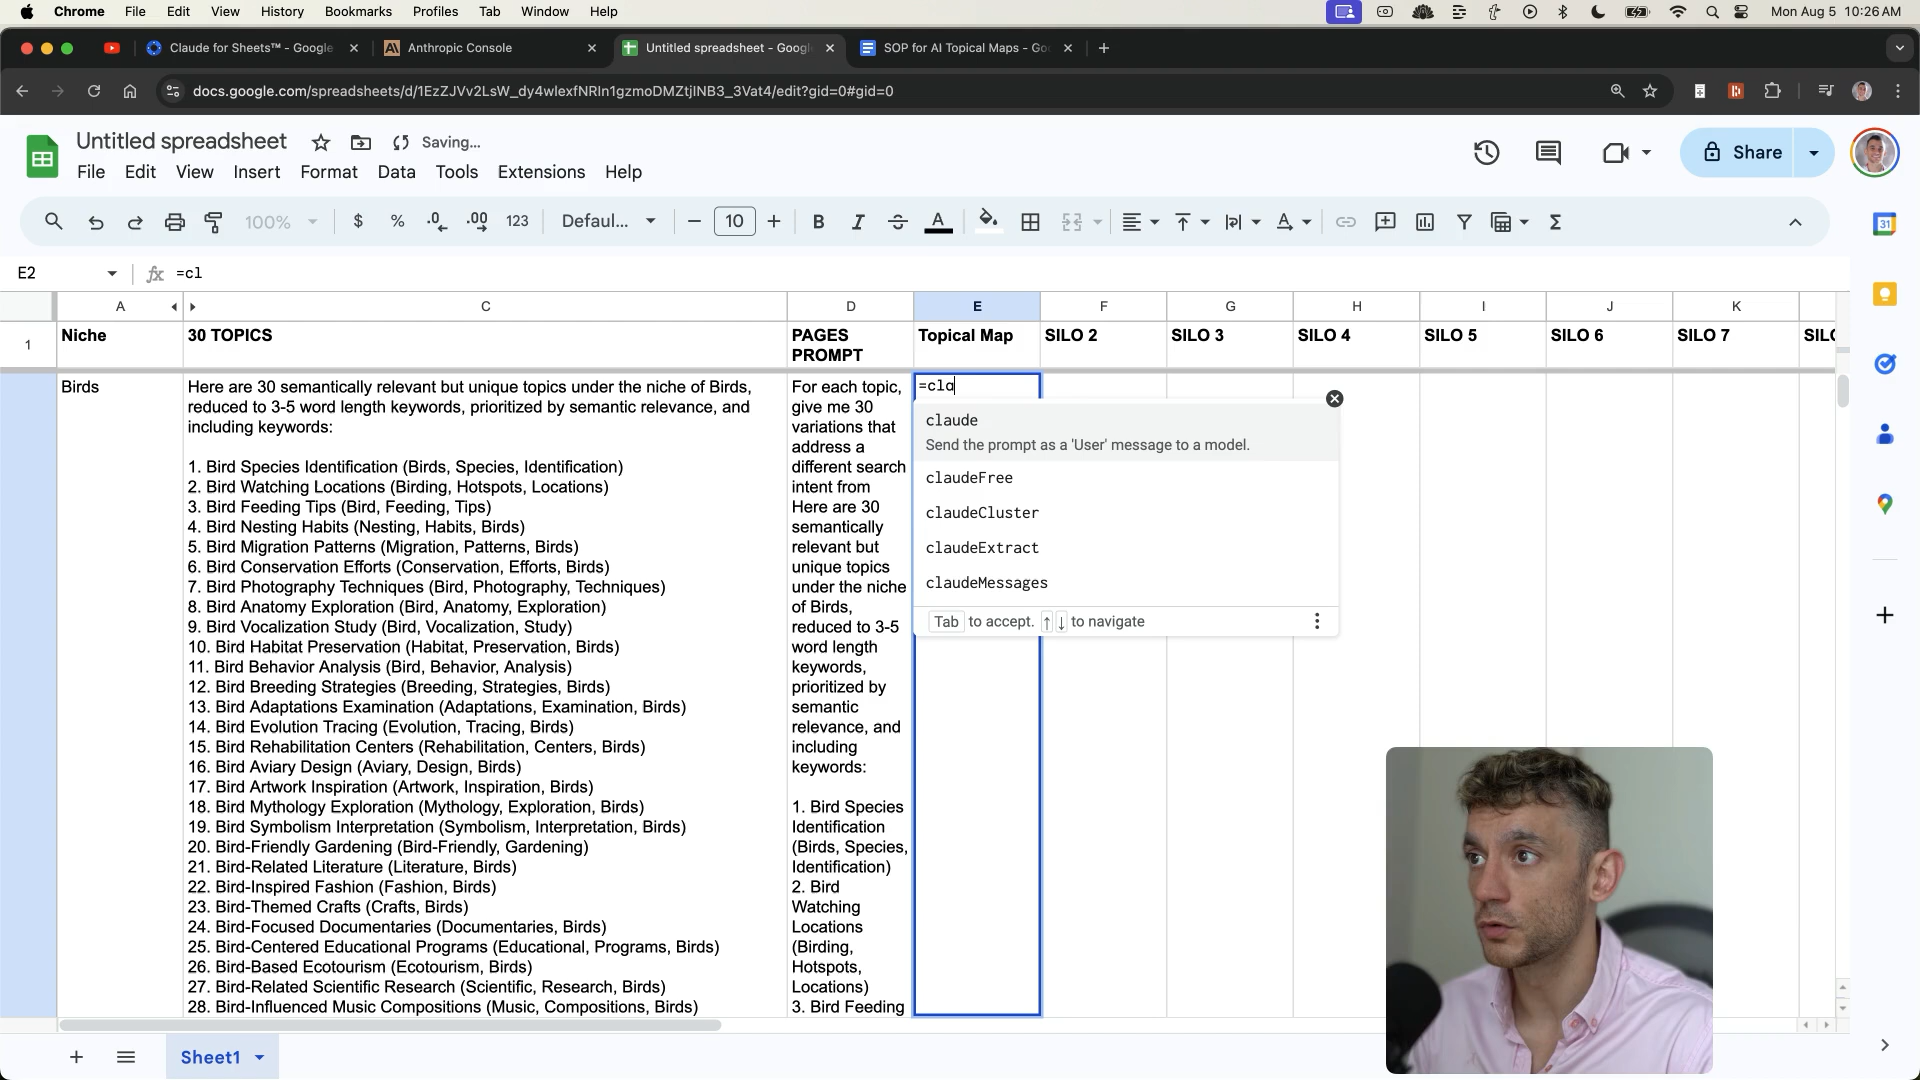 Chrome File Edit View History Bookmarks Profiles Tab Window Help
Mon Aug 5 10:26 AM
Claude for Sheets™ - Google
Anthropic Console
Untitled spreadsheet - Googl
SOP for AI Topical Maps - Go
docs.google.com/spreadsheets/d/1EzZJVv2LsW_dy4wlexfNRIn1gzmoDMZtjINB3_3Vat4/edit?gid=0#gid=0
Untitled spreadsheet
Saving...
Share
File Edit View Insert Format Data Tools Extensions Help
100% $ % .0 .00 123 Defaul... 10 B I S A
31
E2
fx =cl
A C D E F G H I J K
1
Niche
30 TOPICS
PAGES
PROMPT
Topical Map
SILO 2
SILO 3
SILO 4
SILO 5
SILO 6
SILO 7
SILO
Birds
Here are 30 semantically relevant but unique topics under the niche of Birds,
reduced to 3-5 word length keywords, prioritized by semantic relevance, and
including keywords:
1. Bird Species Identification (Birds, Species, Identification)
2. Bird Watching Locations (Birding, Hotspots, Locations)
3. Bird Feeding Tips (Bird, Feeding, Tips)
4. Bird Nesting Habits (Nesting, Habits, Birds)
5. Bird Migration Patterns (Migration, Patterns, Birds)
6. Bird Conservation Efforts (Conservation, Efforts, Birds)
7. Bird Photography Techniques (Bird, Photography, Techniques)
8. Bird Anatomy Exploration (Bird, Anatomy, Exploration)
9. Bird Vocalization Study (Bird, Vocalization, Study)
10. Bird Habitat Preservation (Habitat, Preservation, Birds)
11. Bird Behavior Analysis (Bird, Behavior, Analysis)
12. Bird Breeding Strategies (Breeding, Strategies, Birds)
13. Bird Adaptations Examination (Adaptations, Examination, Birds)
14. Bird Evolution Tracing (Evolution, Tracing, Birds)
15. Bird Rehabilitation Centers (Rehabilitation, Centers, Birds)
16. Bird Aviary Design (Aviary, Design, Birds)
17. Bird Artwork Inspiration (Artwork, Inspiration, Birds)
18. Bird Mythology Exploration (Mythology, Exploration, Birds)
19. Bird Symbolism Interpretation (Symbolism, Interpretation, Birds)
20. Bird-Friendly Gardening (Bird-Friendly, Gardening)
21. Bird-Related Literature (Literature, Birds)
22. Bird-Inspired Fashion (Fashion, Birds)
23. Bird-Themed Crafts (Crafts, Birds)
24. Bird-Focused Documentaries (Documentaries, Birds)
25. Bird-Centered Educational Programs (Educational, Programs, Birds)
26. Bird-Based Ecotourism (Ecotourism, Birds)
27. Bird-Related Scientific Research (Scientific, Research, Birds)
28. Bird-Influenced Music Compositions (Music, Compositions, Birds)
For each topic,
give me 30
variations that
address a
different search
intent from
Here are 30
semantically
relevant but
unique topics
under the niche
of Birds,
reduced to 3-5
word length
keywords,
prioritized by
semantic
relevance, and
including
keywords:
1. Bird Species
Identification
(Birds, Species,
Identification)
2. Bird
Watching
Locations
(Birding,
Hotspots,
Locations)
3. Bird Feeding
=cla
claude
Send the prompt as a 'User' message to a model.
claudeFree
claudeCluster
claudeExtract
claudeMessages
Tab to accept. ↑ ↓ to navigate
Sheet1